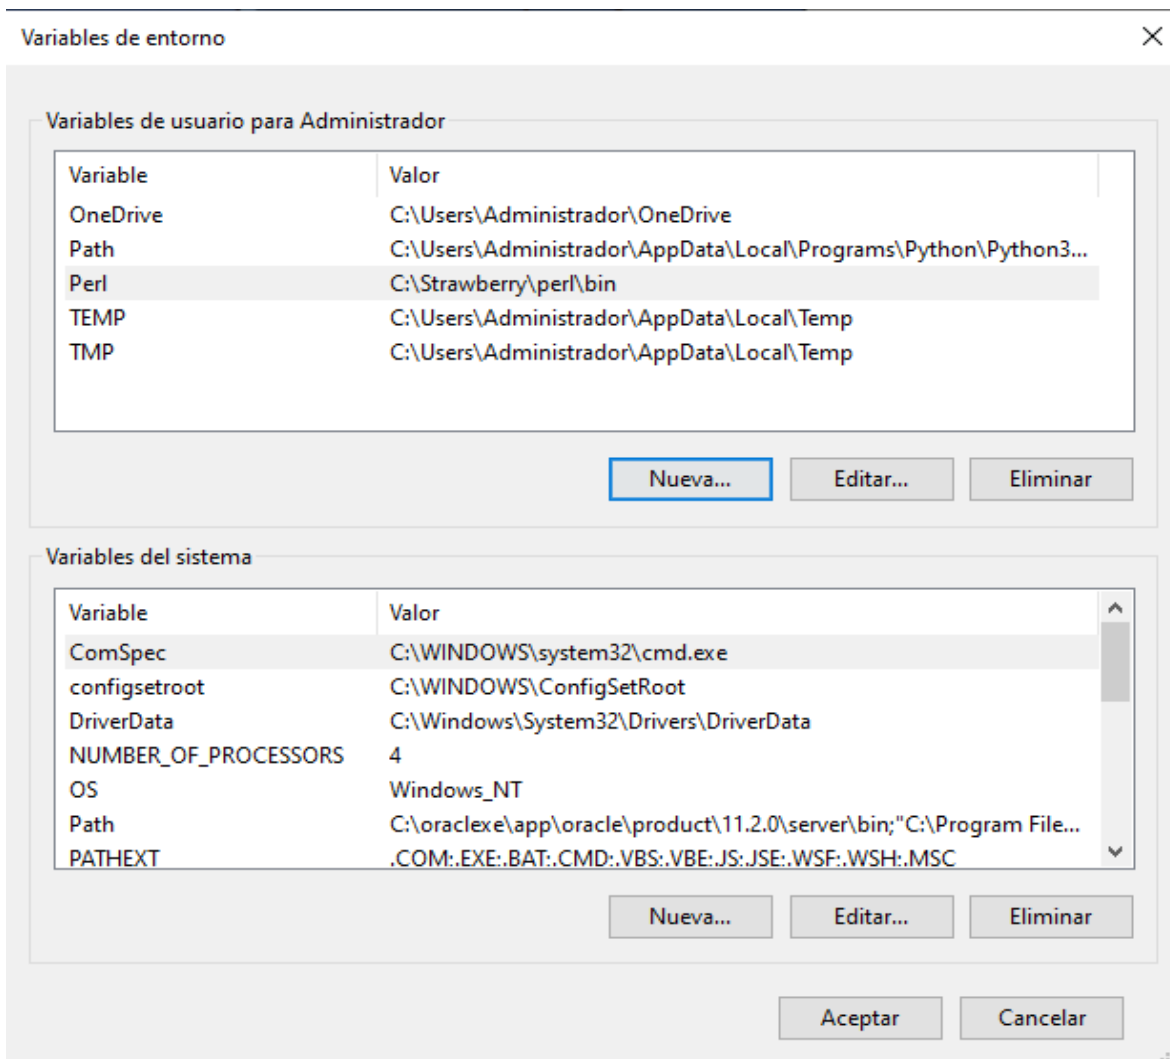 Variables de entorno
Variables de usuario para Administrador
Variable Valor
OneDrive C:\Users\Administrador\OneDrive
Path C:\Users\Administrador\AppData\Local\Programs\Python\Python3...
Perl C:\Strawberry\perl\bin
TEMP C:\Users\Administrador\AppData\Local\Temp
TMP C:\Users\Administrador\AppData\Local\Temp
Nueva... Editar... Eliminar
Variables del sistema
Variable Valor
ComSpec C:\WINDOWS\system32\cmd.exe
configsetroot C:\WINDOWS\ConfigSetRoot
DriverData C:\Windows\System32\Drivers\DriverData
NUMBER_OF_PROCESSORS 4
OS Windows_NT
Path C:\oraclexe\app\oracle\product\11.2.0\server\bin;"C:\Program File...
PATHEXT .COM;.EXE;.BAT;.CMD;.VBS;.VBE;.JS;.JSE;.WSF;.WSH;.MSC
Nueva... Editar... Eliminar
Aceptar Cancelar